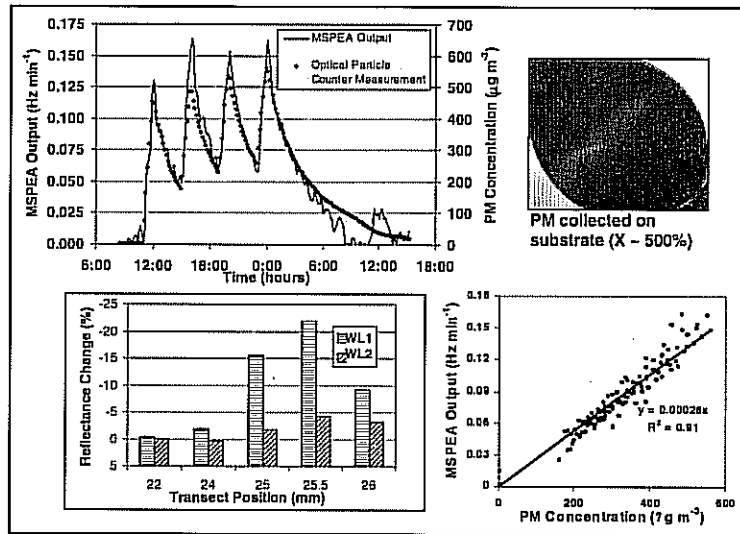 MSPEA Output (Hz min⁻¹)
0.175
0.150
0.125
0.100
0.075
0.050
0.025
0.000
MSPEA Output
Optical Particle
Counter Measurement
700
600
500
400
300
200
100
0
PM Concentration (µg m⁻³)
6:00 12:00 18:00 0:00 6:00 12:00 18:00
Time (hours)
PM collected on
substrate (X ~ 500%)
Reflectance Change (%)
-25
-20
-15
-10
-5
0
5
WL1
WL2
22 24 25 25.5 26
Transect Position (mm)
MSPEA Output (Hz min⁻¹)
0.18
0.15
0.12
0.09
0.06
0.03
0
y = 0.00026x
R² = 0.91
200 400 600
PM Concentration (?g m⁻³)